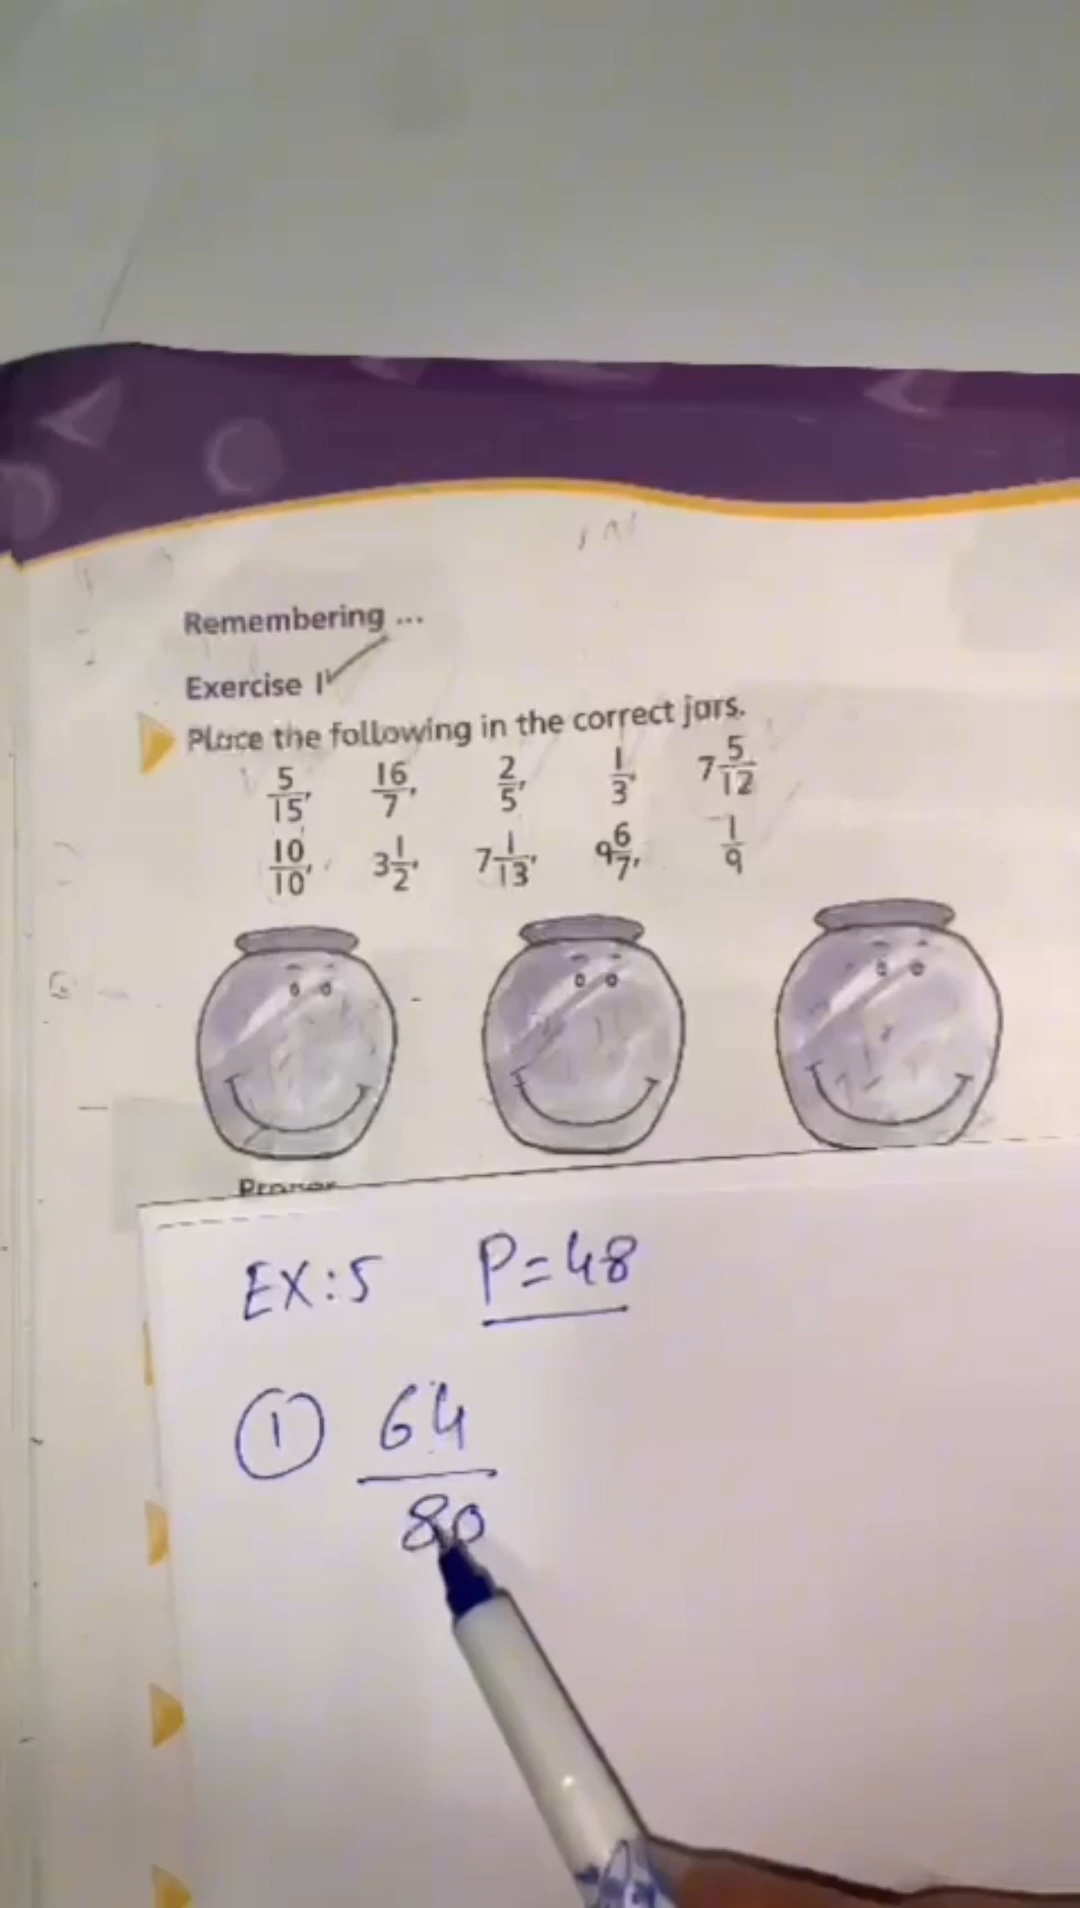 Remembering ...
Exercise 1
Place the following in the correct jars.
5/15, 16/7, 2/5, 1/3, 7 5/12
10/10, 3 1/2, 7 1/13, 9 6/7, 1/9
EX:5 P=48
① 64/80